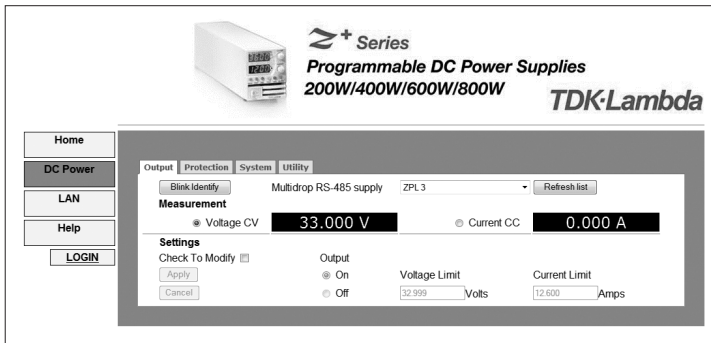 Z+ Series
Programmable DC Power Supplies
200W/400W/600W/800W
TDK·Lambda
Home
DC Power
LAN
Help
LOGIN
Output Protection System Utility
Blink Identify Multidrop RS-485 supply ZPL 3 Refresh list
Measurement
Voltage CV 33.000 V Current CC 0.000 A
Settings
Check To Modify Output
Apply On Voltage Limit Current Limit
Cancel Off 32.999 Volts 12.600 Amps